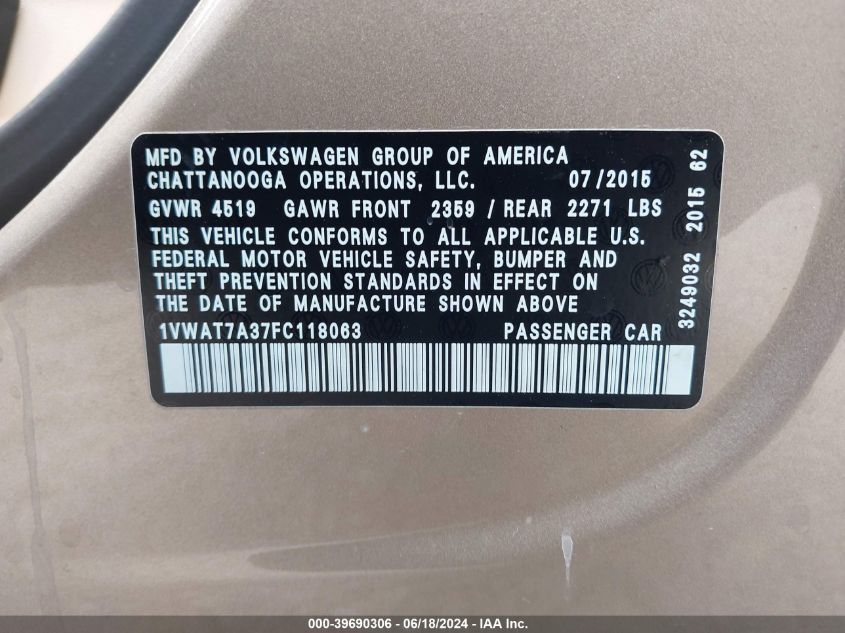 MFD BY VOLKSWAGEN GROUP OF AMERICA
CHATTANOOGA OPERATIONS, LLC. 07/2015
GVWR 4519 GAWR FRONT 2359 / REAR 2271 LBS
THIS VEHICLE CONFORMS TO ALL APPLICABLE U.S.
FEDERAL MOTOR VEHICLE SAFETY, BUMPER AND
THEFT PREVENTION STANDARDS IN EFFECT ON
THE DATE OF MANUFACTURE SHOWN ABOVE
1VWAT7A37FC118063 PASSENGER CAR
3249032 2015 62
000-39690306 - 06/18/2024 - IAA Inc.